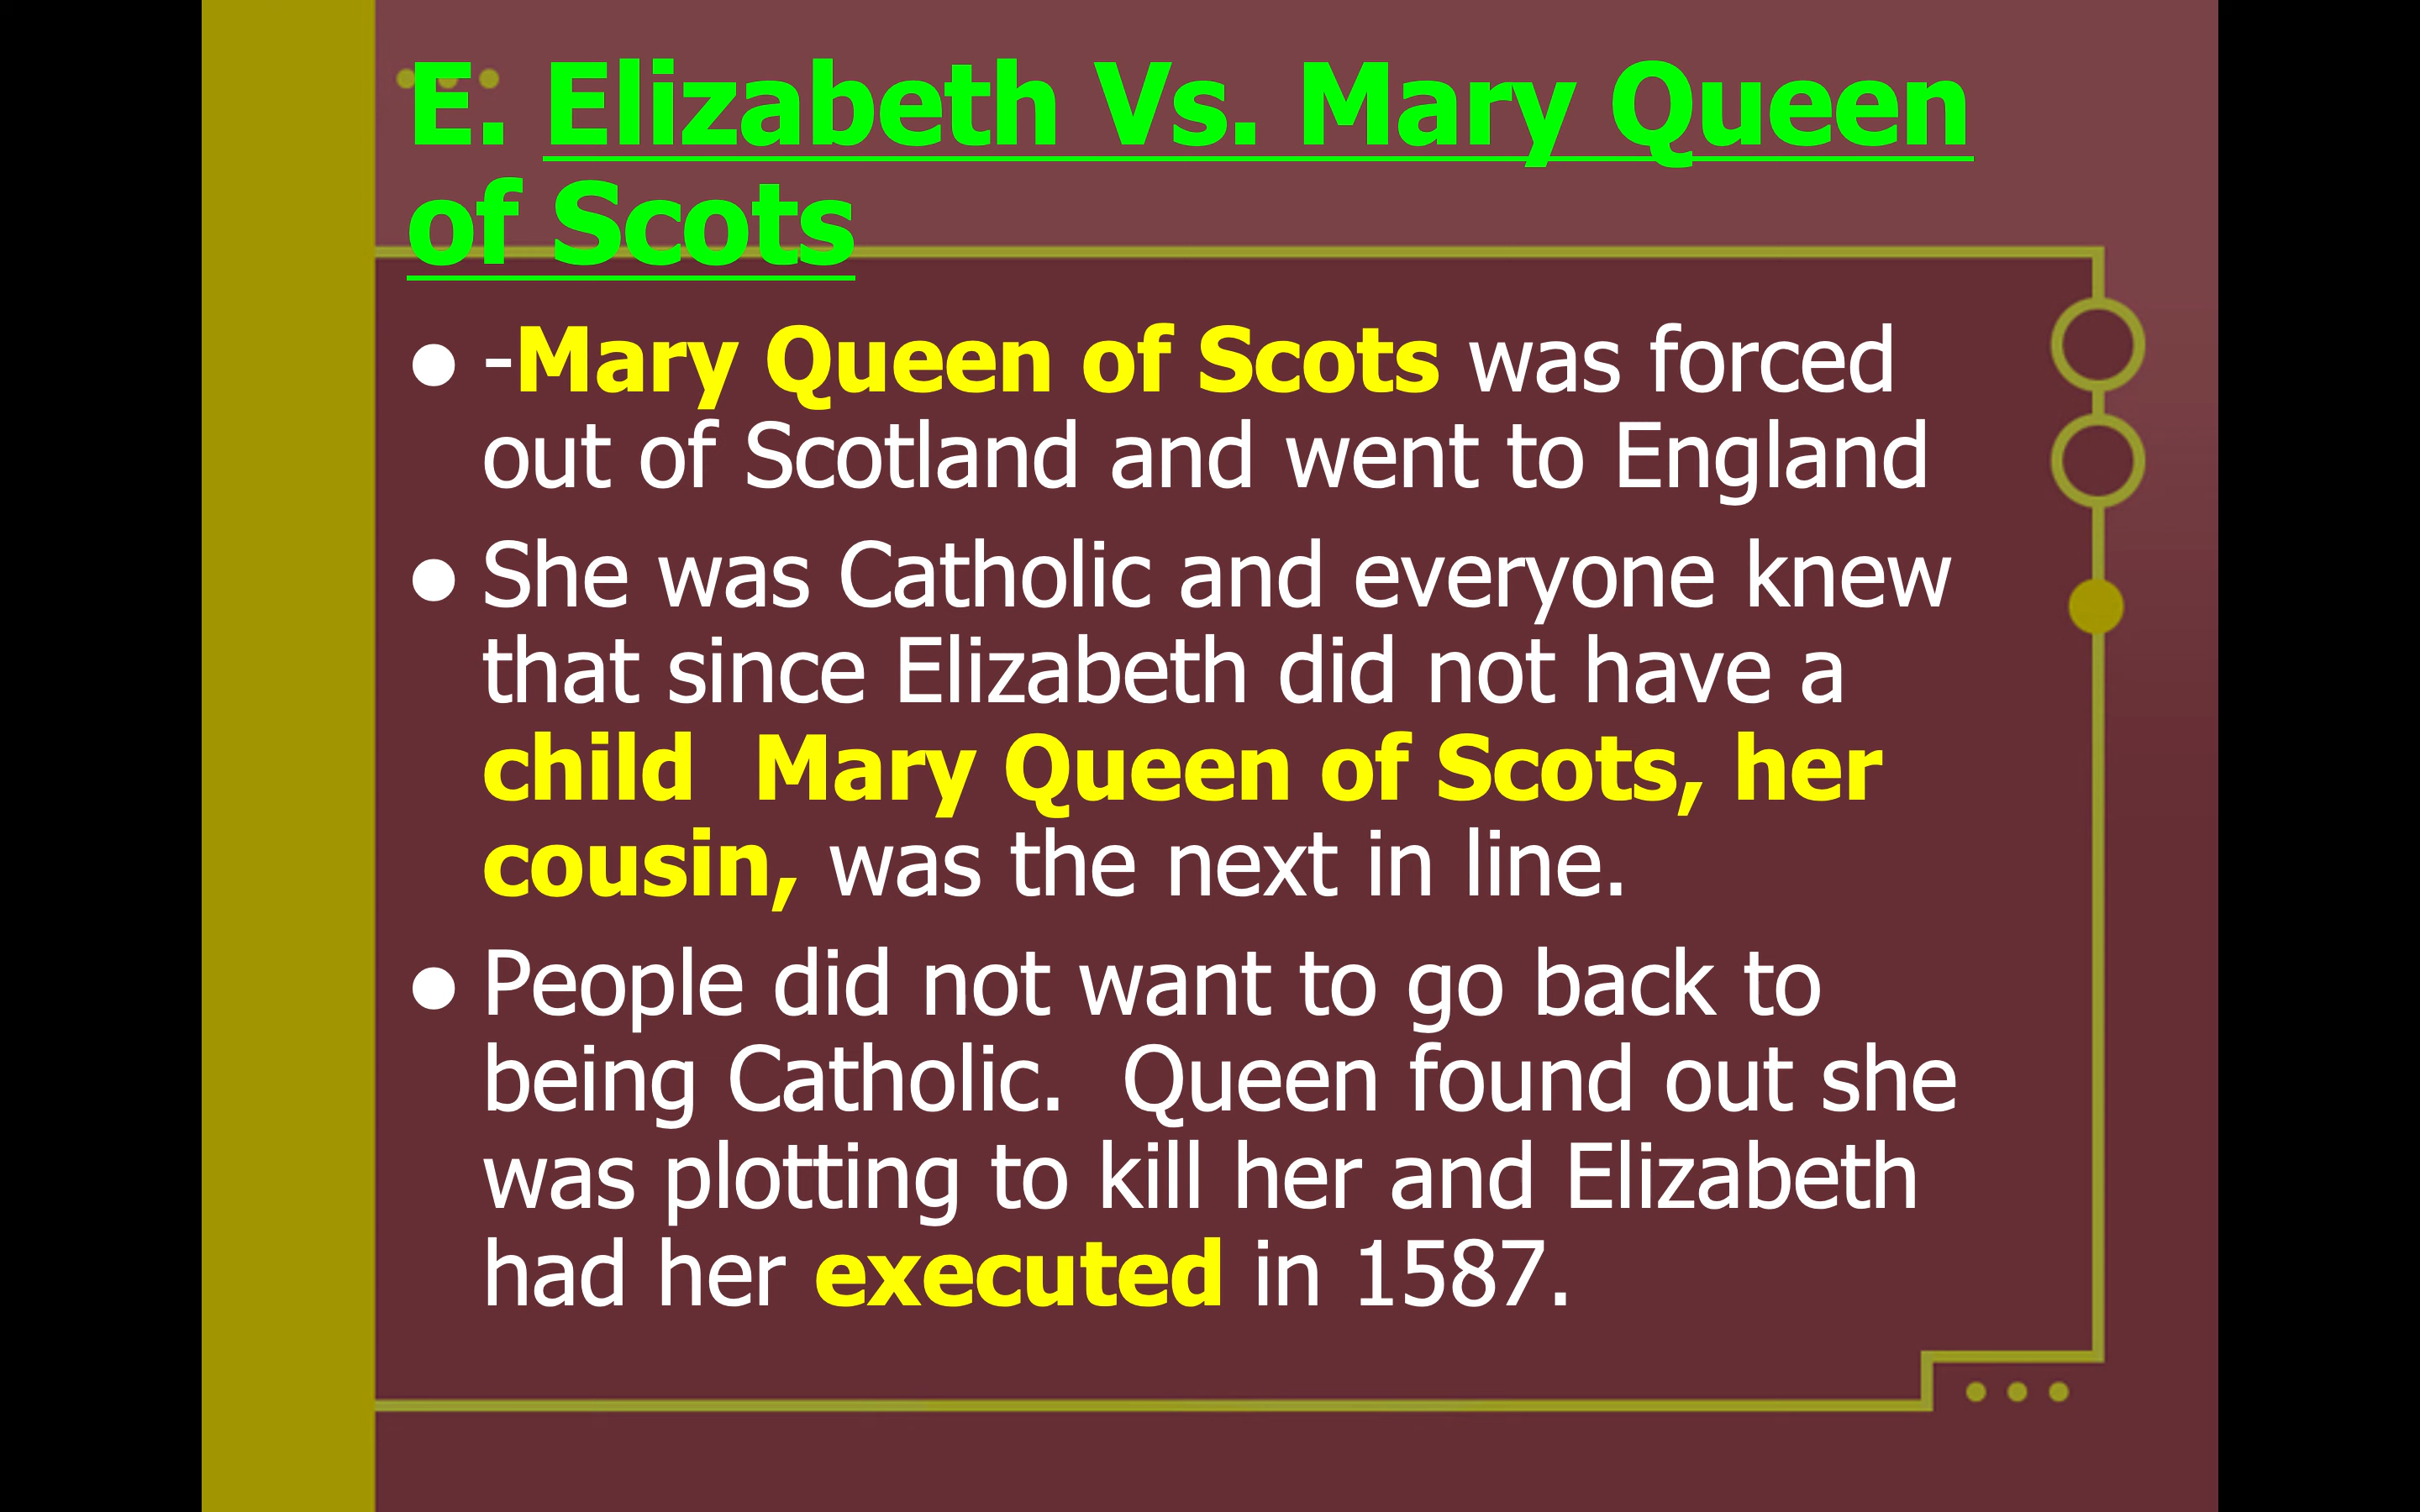 E. Elizabeth Vs. Mary Queen
of Scots
● -Mary Queen of Scots was forced
out of Scotland and went to England
● She was Catholic and everyone knew
that since Elizabeth did not have a
child  Mary Queen of Scots, her
cousin, was the next in line.
● People did not want to go back to
being Catholic.  Queen found out she
was plotting to kill her and Elizabeth
had her executed in 1587.